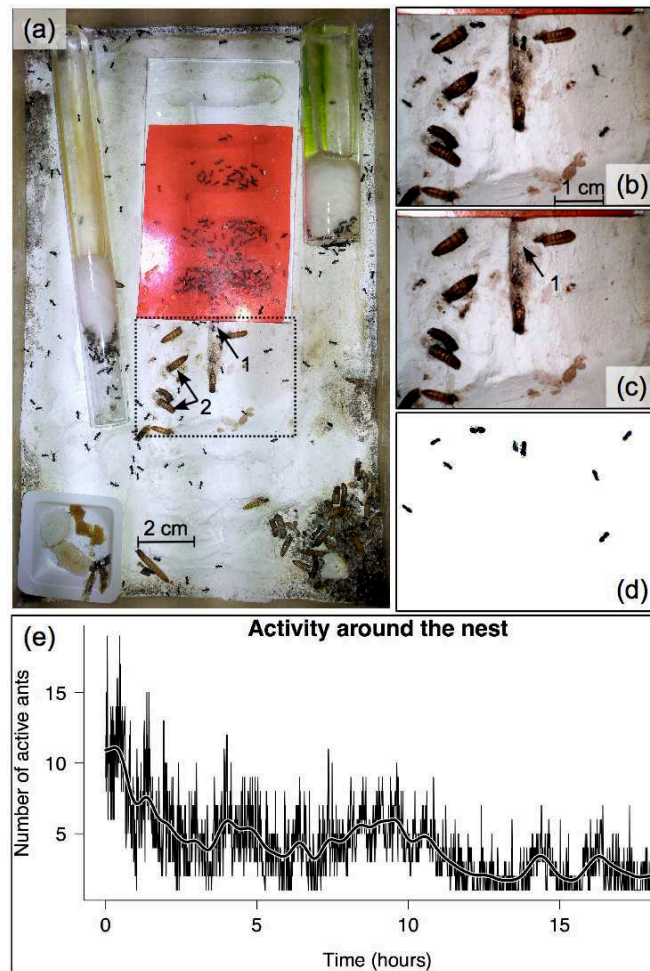 (a)
1
2
2 cm
(b)
1 cm
(c)
1
(d)
(e)
Activity around the nest
Number of active ants
15
10
5
0
5
10
15
Time (hours)